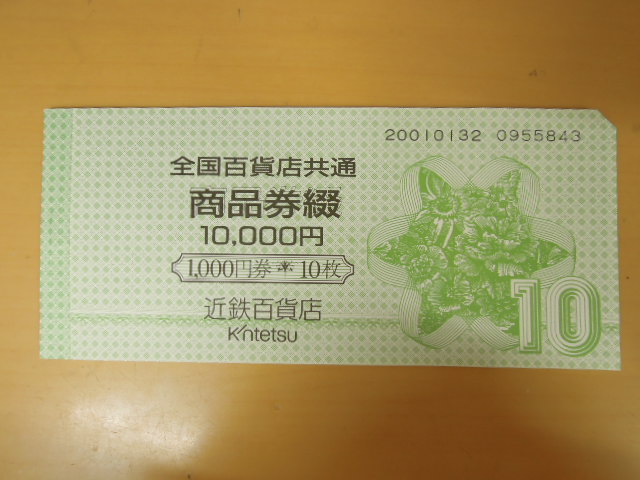 20010132 0955843
全国百貨店共通
商品券綴
10,000円
1,000円券＊10枚
近鉄百貨店
Kintetsu
10